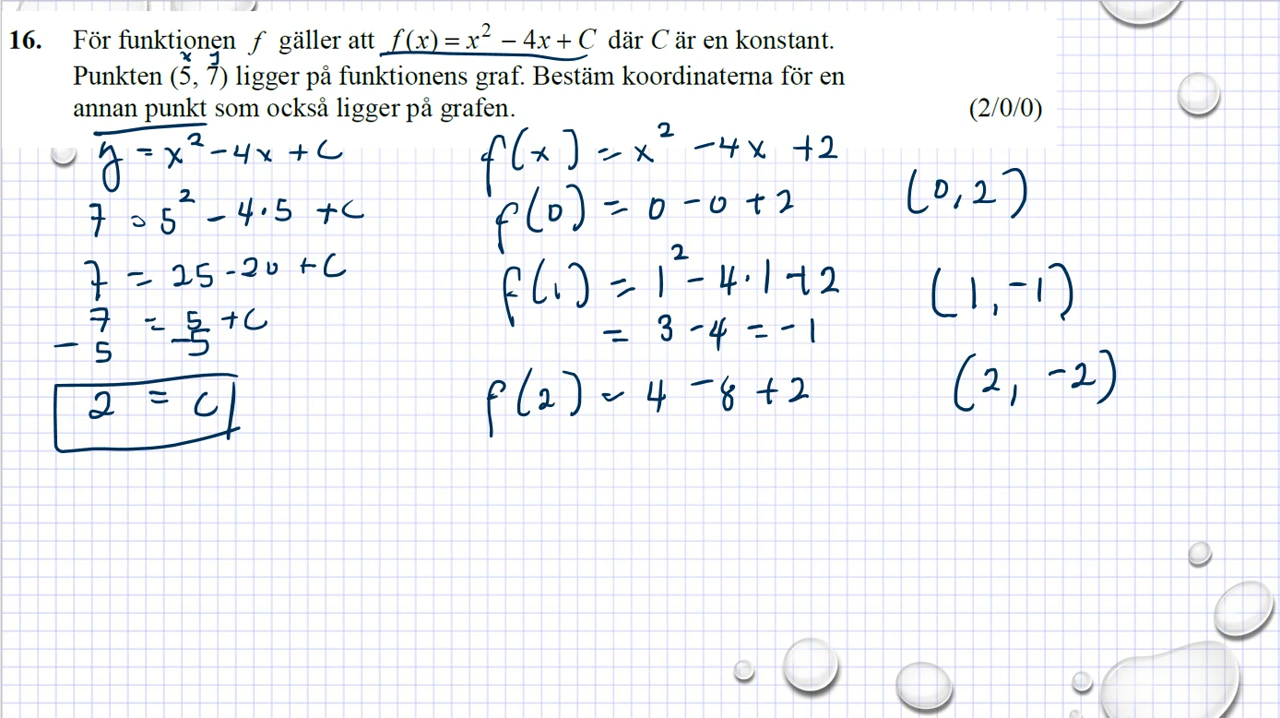 16. För funktionen f gäller att f(x) = x² − 4x + C där C är en konstant.
x y
Punkten (5, 7) ligger på funktionens graf. Bestäm koordinaterna för en
annan punkt som också ligger på grafen. (2/0/0)
y = x² - 4x + C
7 = 5² - 4·5 + C
7 = 25 - 20 + C
7 = 5 + C
- 5 -5
2 = C
f(x) = x² - 4x + 2
f(0) = 0 - 0 + 2
f(1) = 1² - 4·1 + 2
= 3 - 4 = -1
f(2) = 4 - 8 + 2
(0, 2)
(1, -1)
(2, -2)